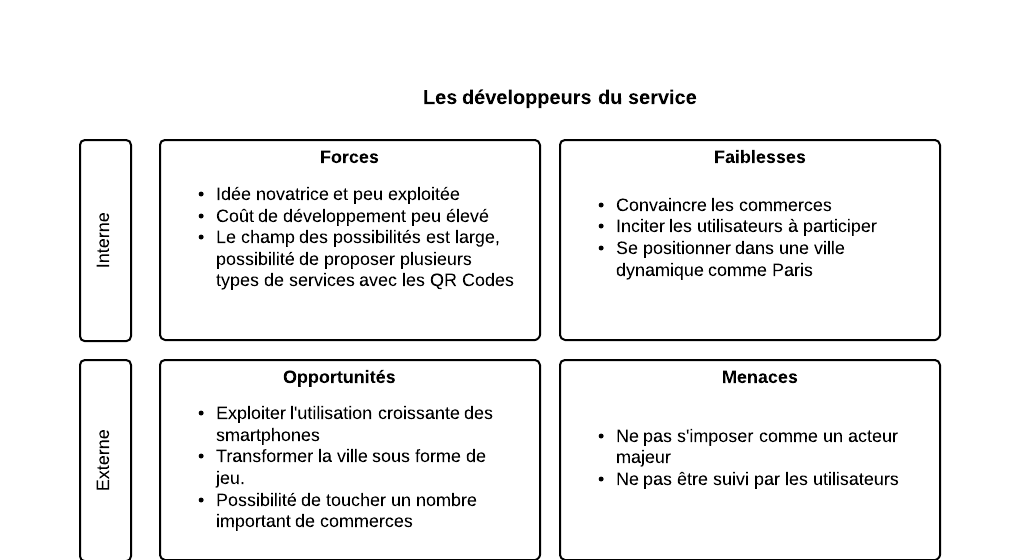 Les développeurs du service
Interne
Forces
• Idée novatrice et peu exploitée
• Coût de développement peu élevé
• Le champ des possibilités est large,
possibilité de proposer plusieurs
types de services avec les QR Codes
Faiblesses
• Convaincre les commerces
• Inciter les utilisateurs à participer
• Se positionner dans une ville
dynamique comme Paris
Externe
Opportunités
• Exploiter l'utilisation croissante des
smartphones
• Transformer la ville sous forme de
jeu.
• Possibilité de toucher un nombre
important de commerces
Menaces
• Ne pas s'imposer comme un acteur
majeur
• Ne pas être suivi par les utilisateurs